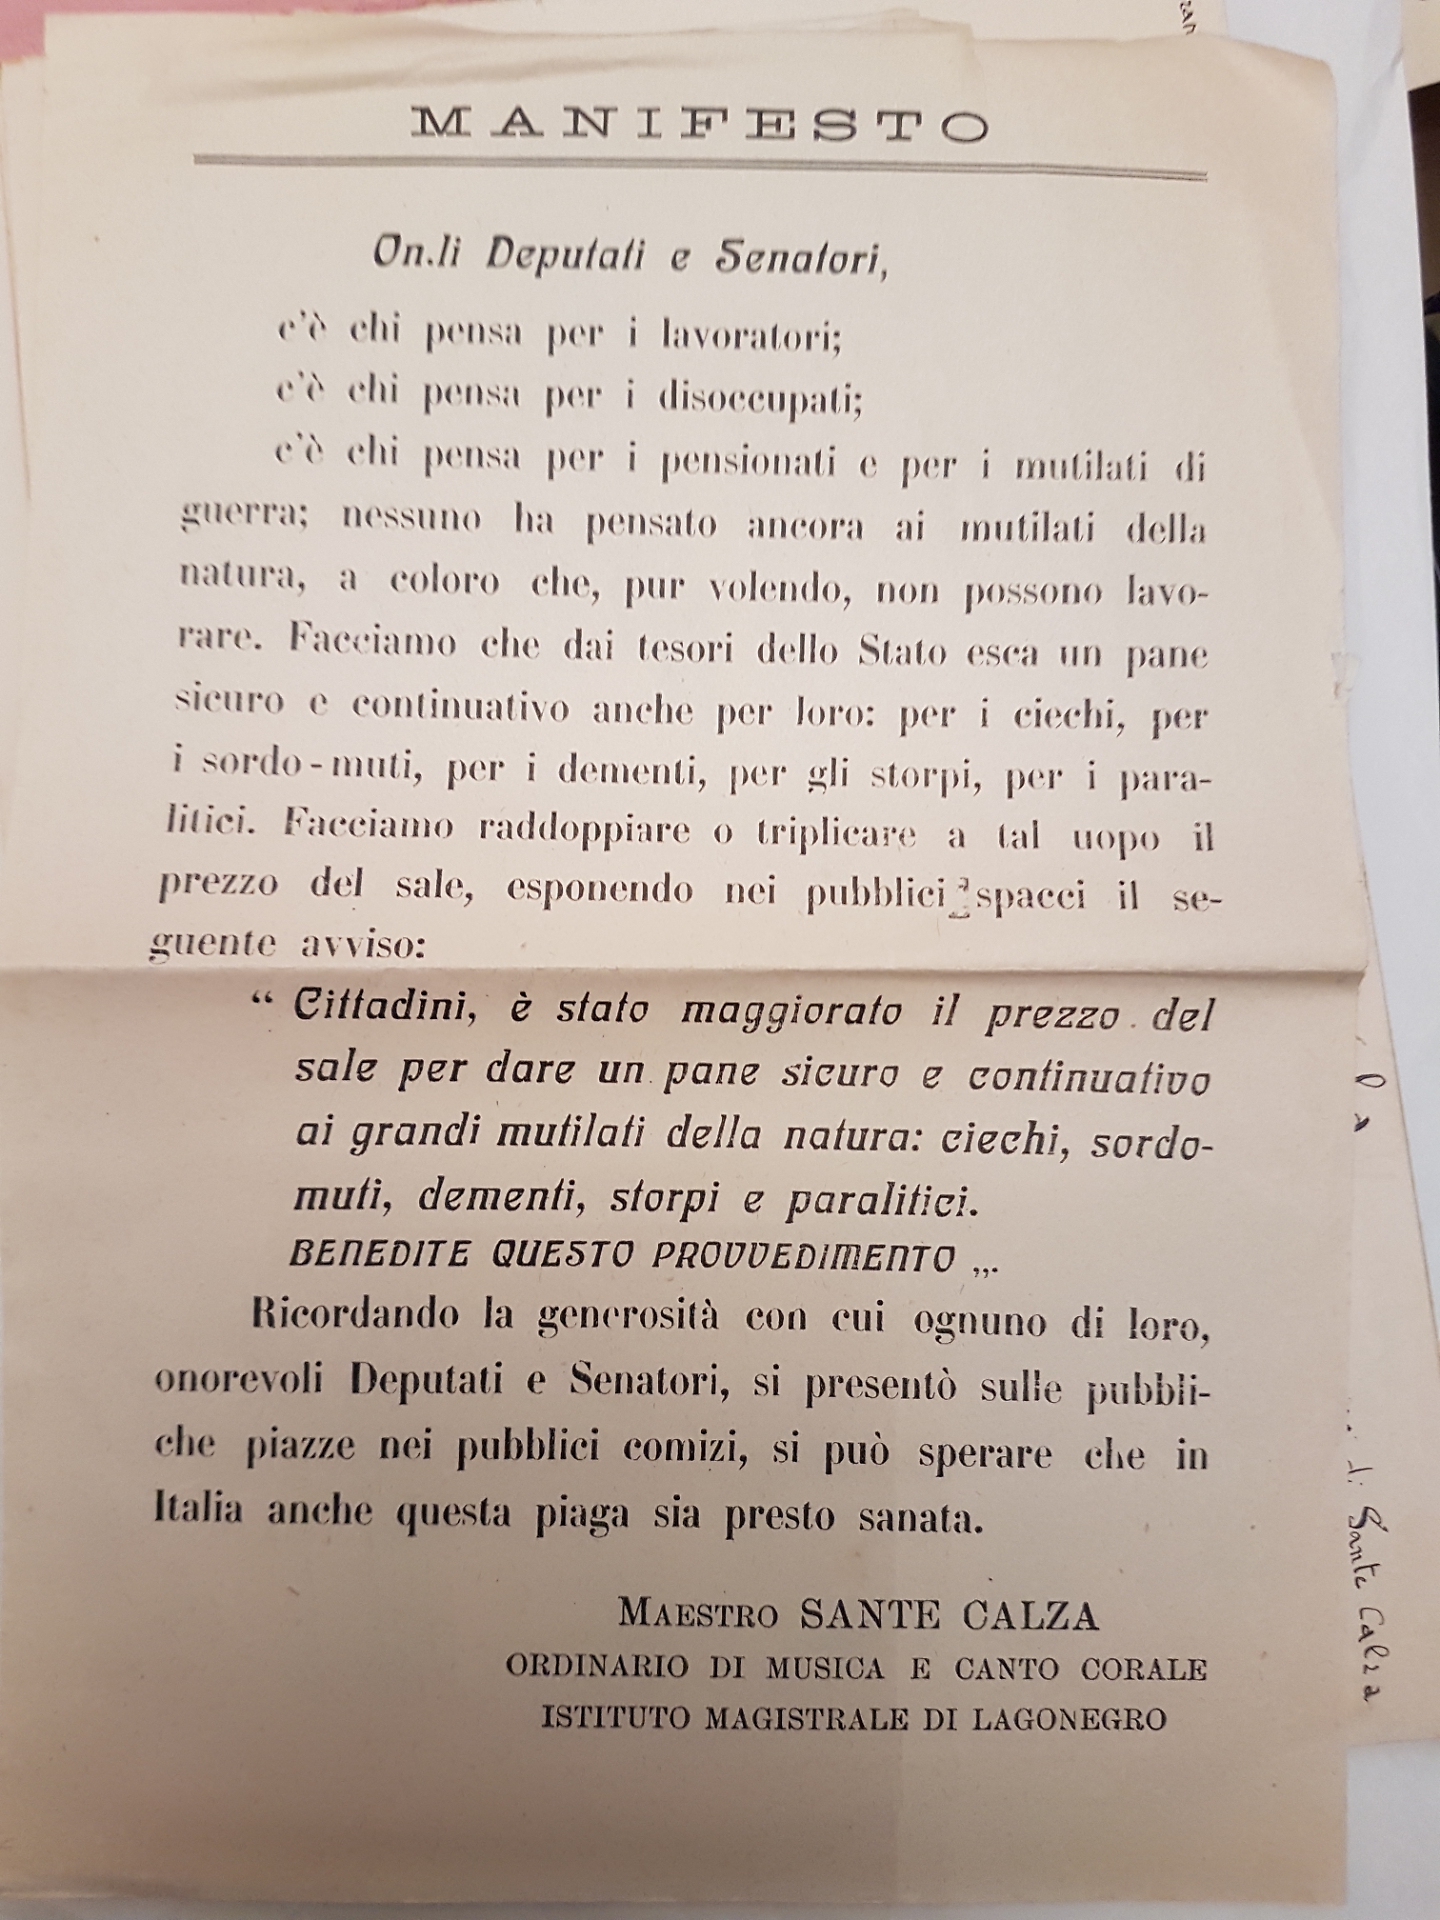 MANIFESTO
On.li Deputati e Senatori,
c'è chi pensa per i lavoratori;
c'è chi pensa per i disoccupati;
c'è chi pensa per i pensionati e per i mutilati di
guerra; nessuno ha pensato ancora ai mutilati della
natura, a coloro che, pur volendo, non possono lavo-
rare. Facciamo che dai tesori dello Stato esca un pane
sicuro e continuativo anche per loro: per i ciechi, per
i sordo-muti, per i dementi, per gli storpi, per i para-
litici. Facciamo raddoppiare o triplicare a tal uopo il
prezzo del sale, esponendo nei pubblici spacci il se-
guente avviso:
“ Cittadini, è stato maggiorato il prezzo del
sale per dare un pane sicuro e continuativo
ai grandi mutilati della natura: ciechi, sordo-
muti, dementi, storpi e paralitici.
BENEDITE QUESTO PROVVEDIMENTO „.
Ricordando la generosità con cui ognuno di loro,
onorevoli Deputati e Senatori, si presentò sulle pubbli-
che piazze nei pubblici comizi, si può sperare che in
Italia anche questa piaga sia presto sanata.
MAESTRO SANTE CALZA
ORDINARIO DI MUSICA E CANTO CORALE
ISTITUTO MAGISTRALE DI LAGONEGRO
di Sante Calza